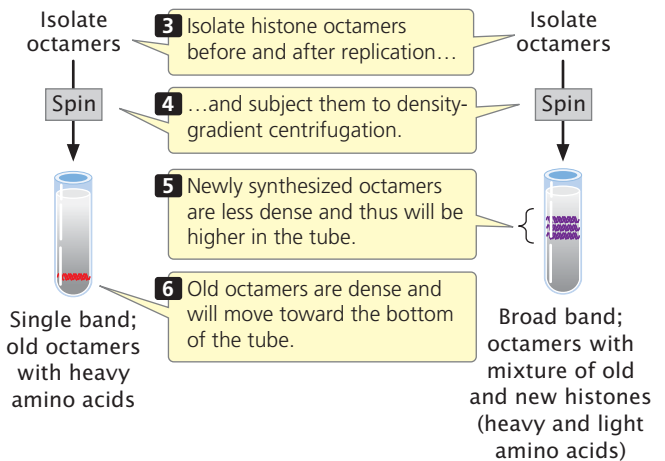 Isolate
octamers
3 Isolate histone octamers
before and after replication…
Isolate
octamers
Spin
4 …and subject them to density-
gradient centrifugation.
Spin
5 Newly synthesized octamers
are less dense and thus will be
higher in the tube.
6 Old octamers are dense and
will move toward the bottom
of the tube.
Single band;
old octamers
with heavy
amino acids
Broad band;
octamers with
mixture of old
and new histones
(heavy and light
amino acids)